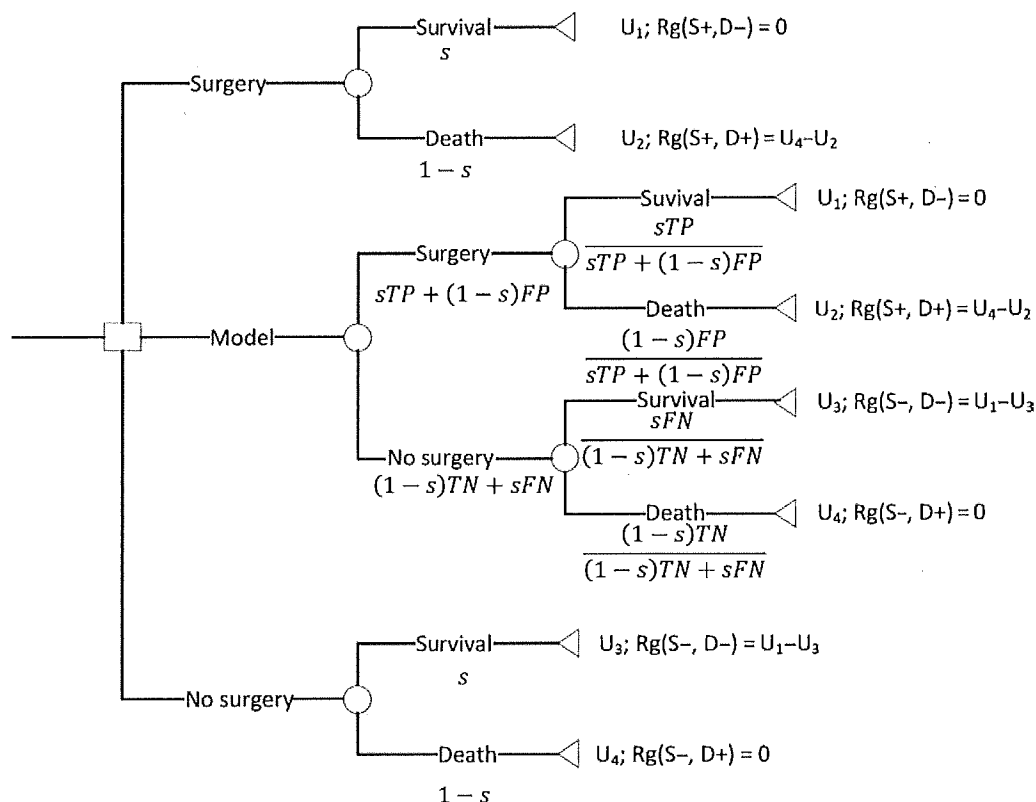 Survival
s
U₁; Rg(S+,D−) = 0
Surgery
Death
1 − s
U₂; Rg(S+, D+) = U₄−U₂
Suvival
sTP
sTP + (1 − s)FP
U₁; Rg(S+, D−) = 0
Surgery
sTP + (1 − s)FP
Death
(1 − s)FP
sTP + (1 − s)FP
U₂; Rg(S+, D+) = U₄−U₂
Model
Survival
sFN
(1 − s)TN + sFN
U₃; Rg(S−, D−) = U₁−U₃
No surgery
(1 − s)TN + sFN
Death
(1 − s)TN
(1 − s)TN + sFN
U₄; Rg(S−, D+) = 0
Survival
s
U₃; Rg(S−, D−) = U₁−U₃
No surgery
Death
1 − s
U₄; Rg(S−, D+) = 0